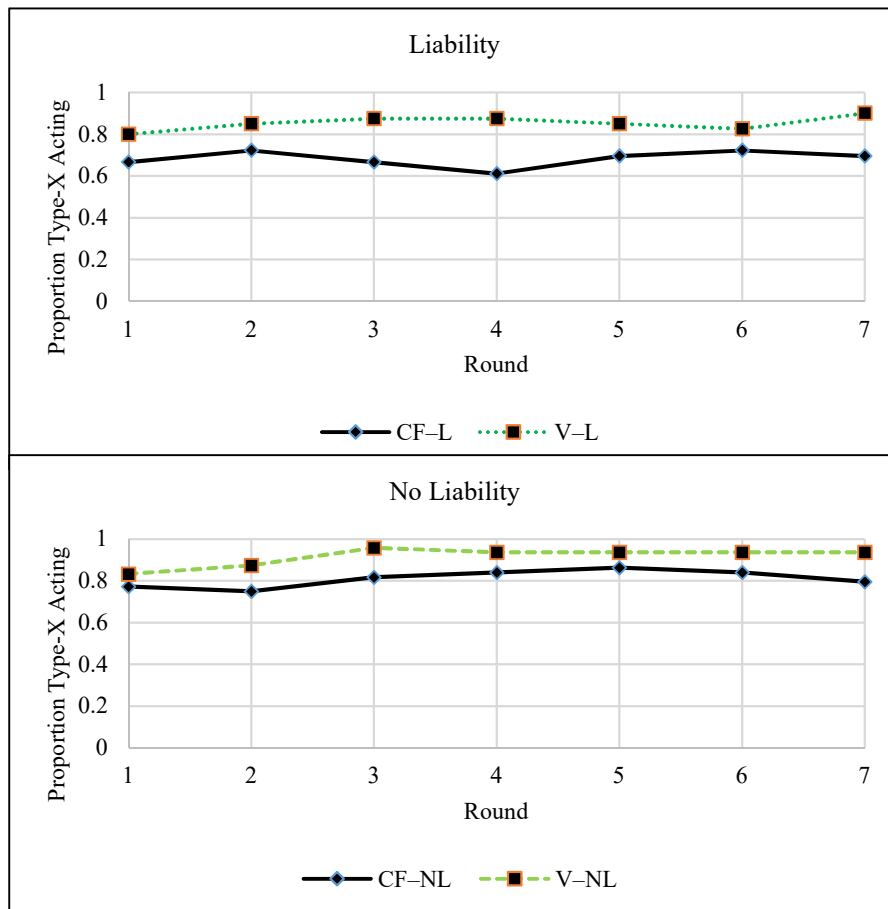 Liability
Proportion Type-X Acting
1
0.8
0.6
0.4
0.2
0
1 2 3 4 5 6 7
Round
CF–L V–L
No Liability
Proportion Type-X Acting
1
0.8
0.6
0.4
0.2
0
1 2 3 4 5 6 7
Round
CF–NL V–NL